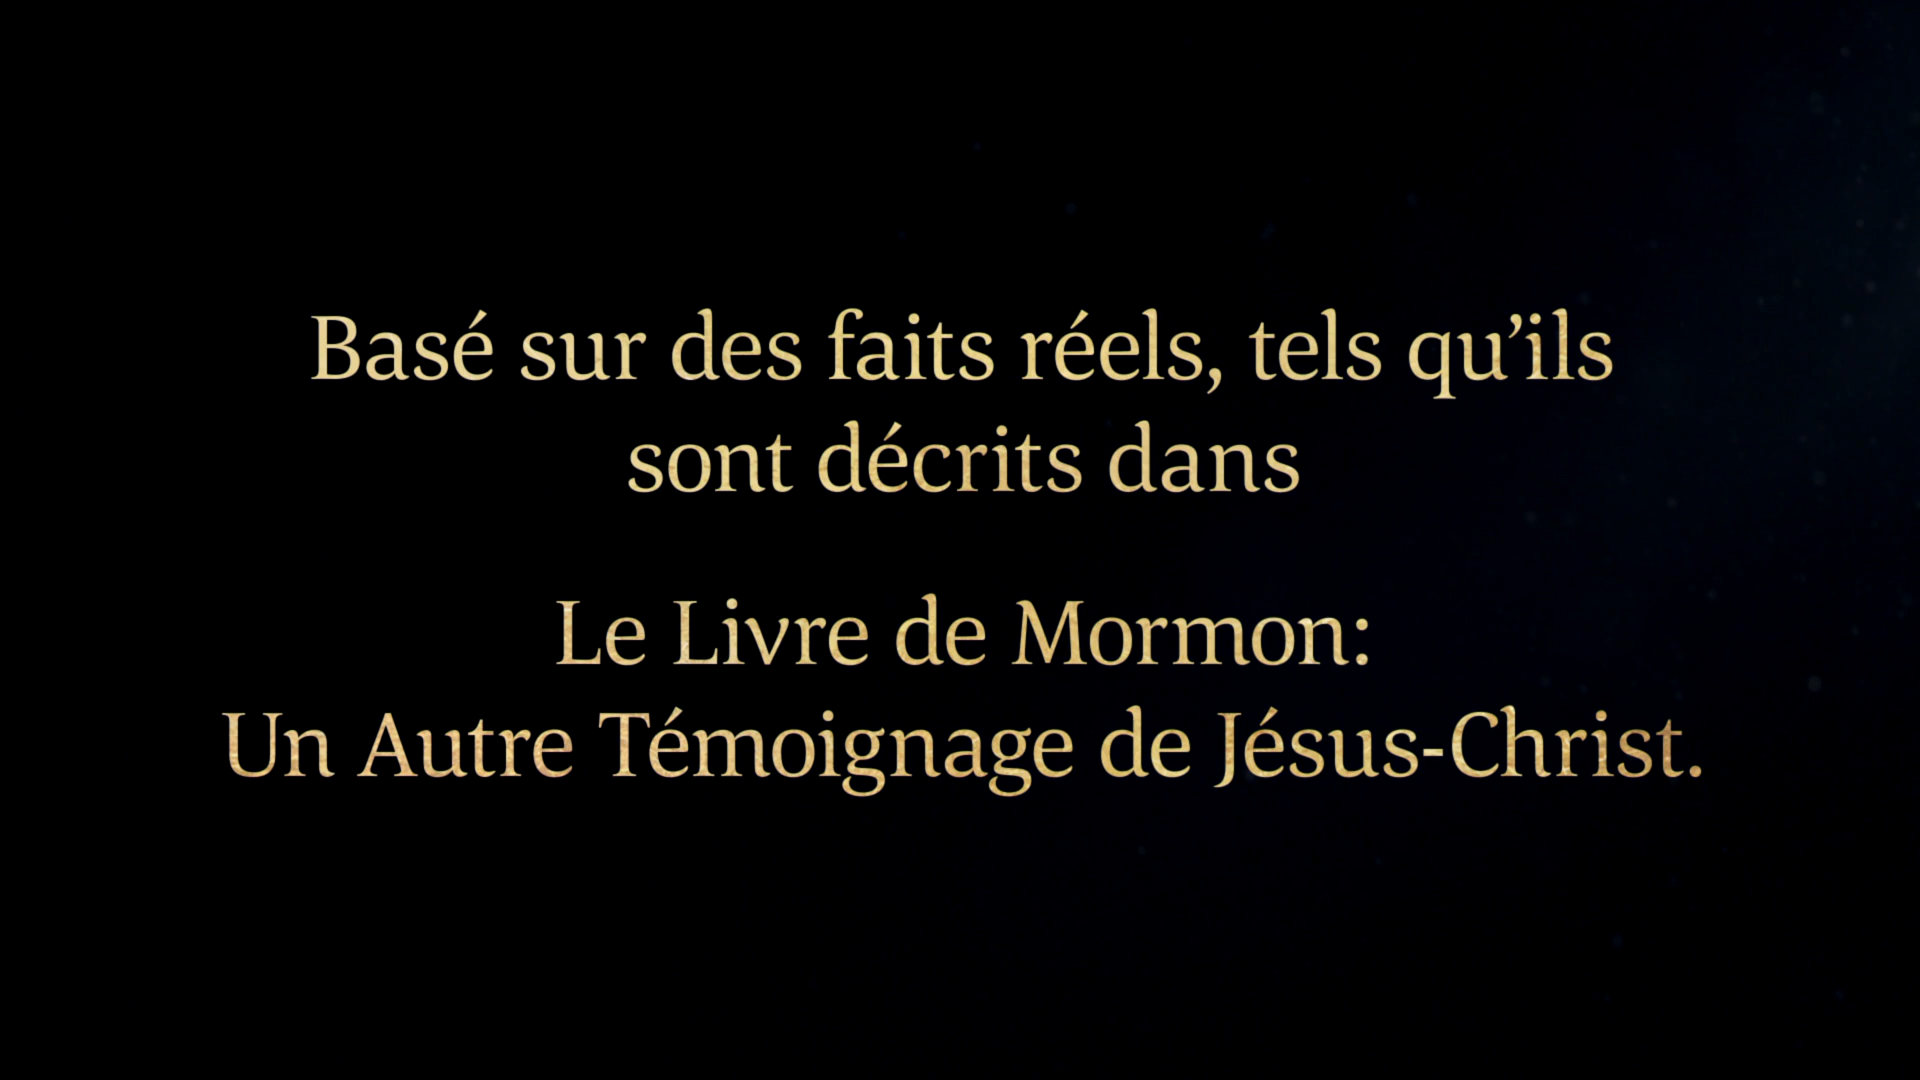 Basé sur des faits réels, tels qu’ils
sont décrits dans
Le Livre de Mormon:
Un Autre Témoignage de Jésus-Christ.